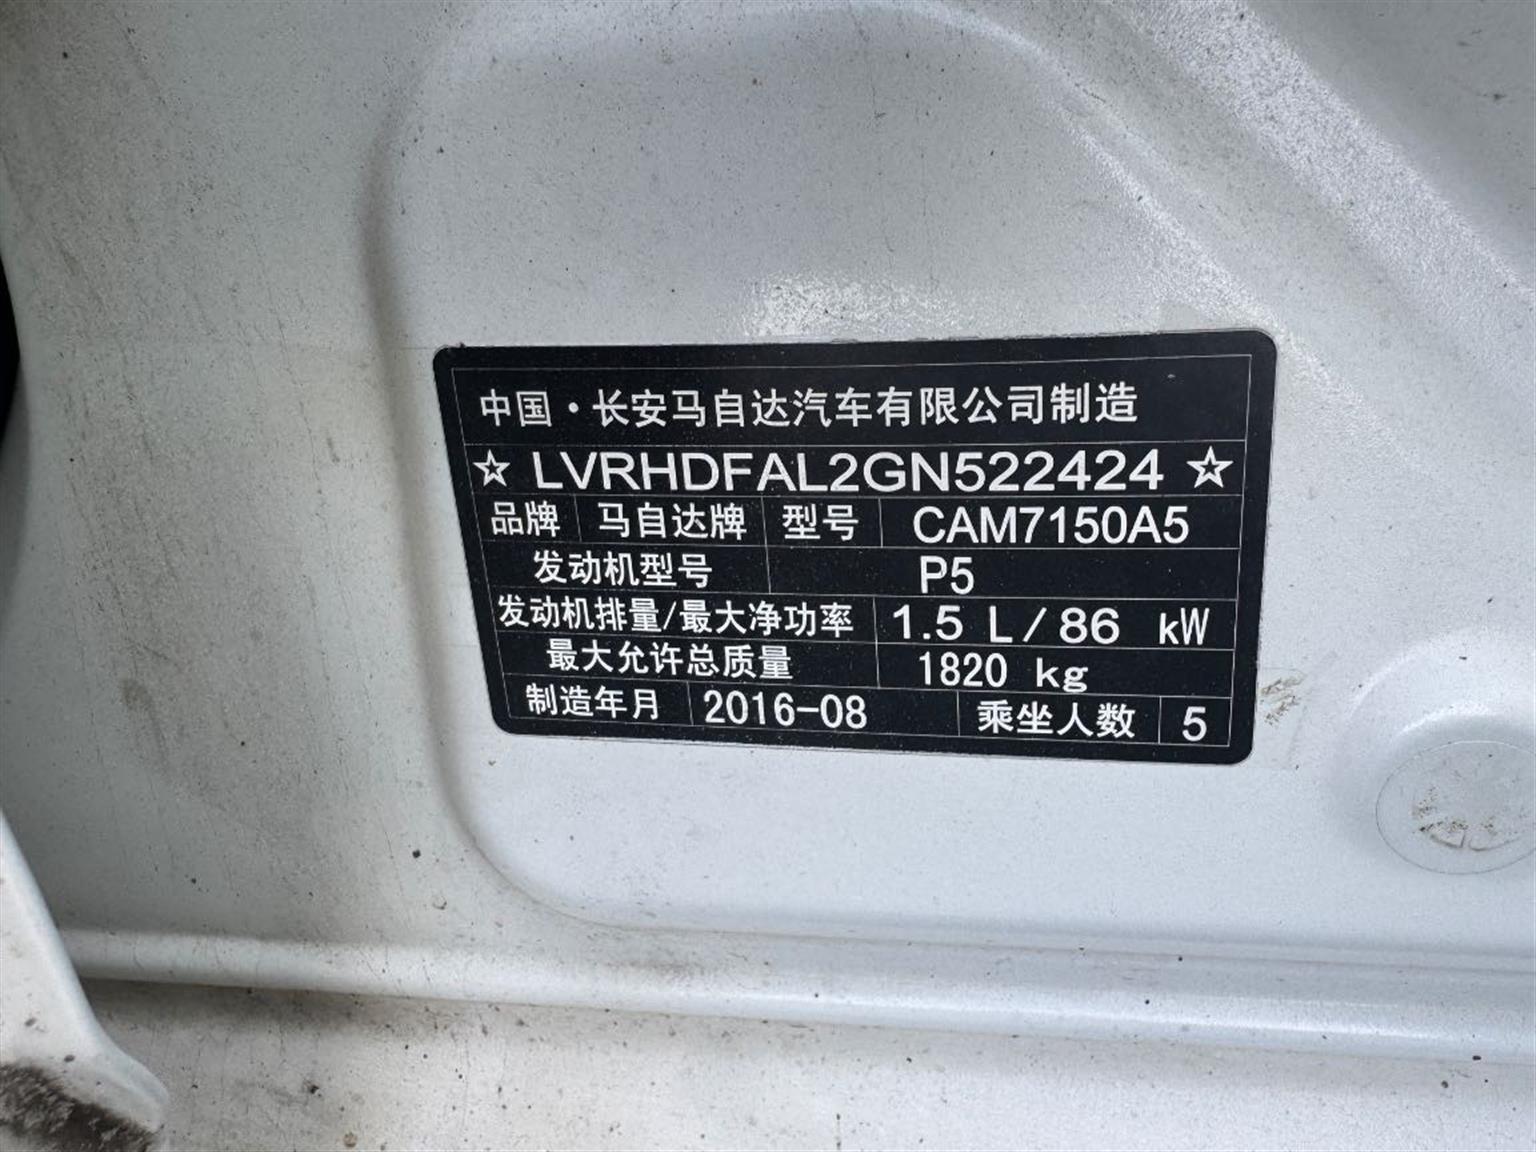 中国·长安马自达汽车有限公司制造
☆ LVRHDFAL2GN522424 ☆
品牌 马自达牌 型号 CAM7150A5
发动机型号 P5
发动机排量/最大净功率 1.5 L/86 kW
最大允许总质量 1820 kg
制造年月 2016-08 乘坐人数 5